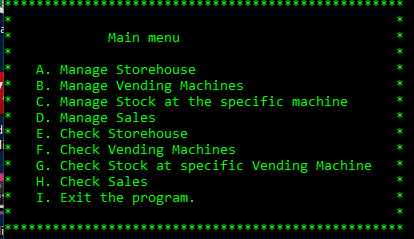 **************************************************
*                                                *
*            Main menu                           *
*                                                *
*   A. Manage Storehouse                         *
*   B. Manage Vending Machines                   *
*   C. Manage Stock at the specific machine      *
*   D. Manage Sales                              *
*   E. Check Storehouse                          *
*   F. Check Vending Machines                    *
*   G. Check Stock at specific Vending Machine   *
*   H. Check Sales                               *
*   I. Exit the program.                         *
*                                                *
**************************************************